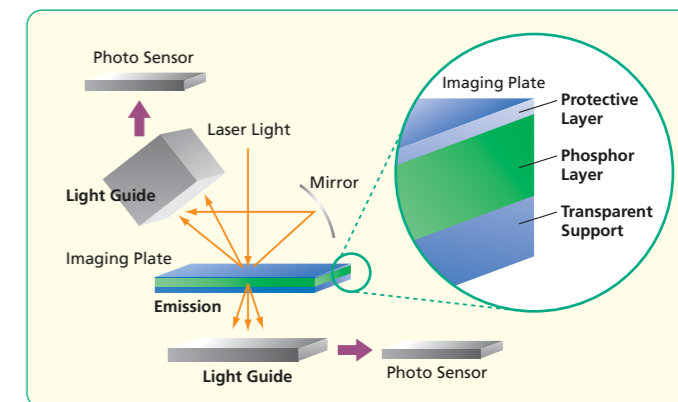 Photo Sensor
Laser Light
Light Guide
Mirror
Imaging Plate
Emission
Light Guide
Photo Sensor
Imaging Plate
Protective
Layer
Phosphor
Layer
Transparent
Support